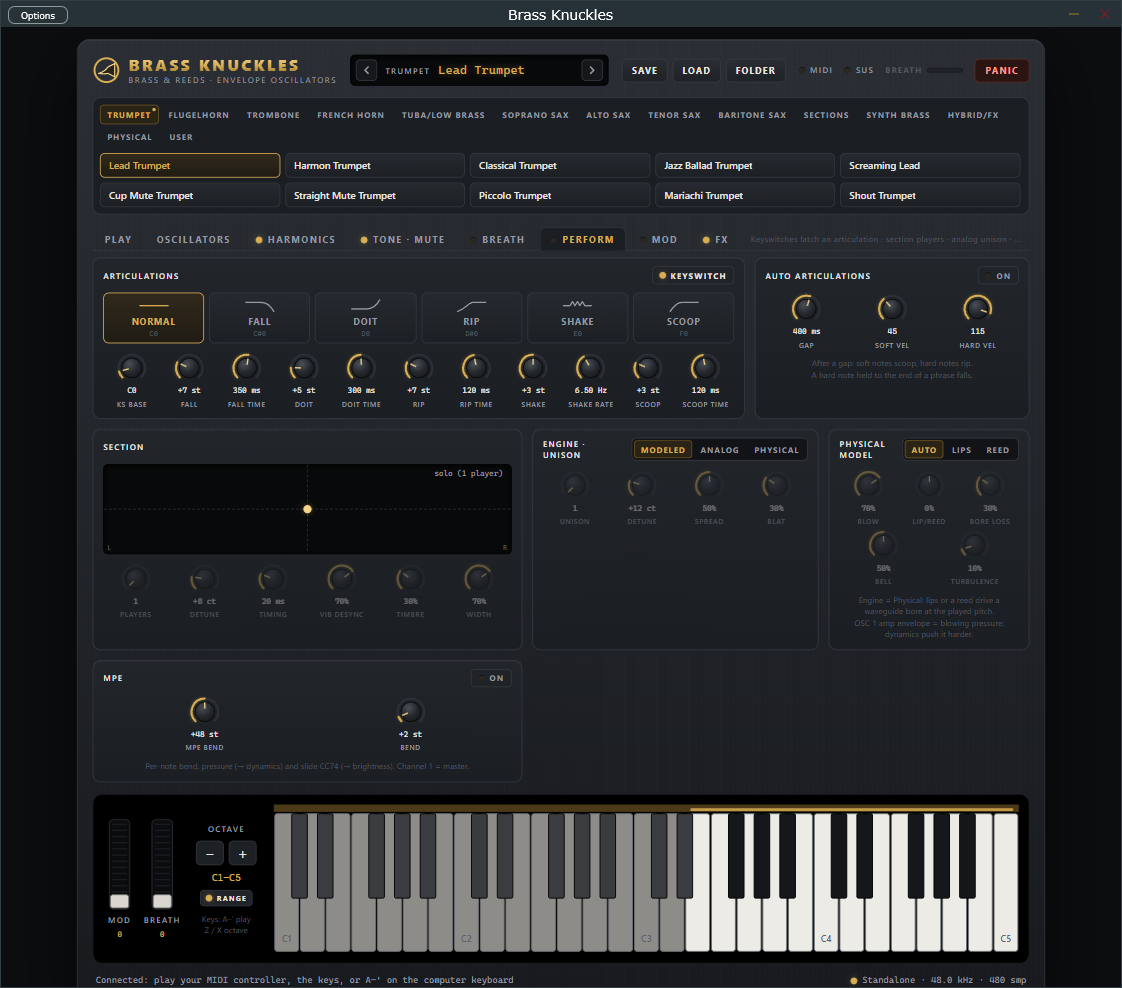 Options
Brass Knuckles
BRASS KNUCKLES
BRASS & REEDS · ENVELOPE OSCILLATORS
TRUMPET Lead Trumpet
SAVE LOAD FOLDER
MIDI SUS BREATH
PANIC
TRUMPET FLUGELHORN TROMBONE FRENCH HORN TUBA/LOW BRASS SOPRANO SAX ALTO SAX TENOR SAX BARITONE SAX SECTIONS SYNTH BRASS HYBRID/FX
PHYSICAL USER
Lead Trumpet Harmon Trumpet Classical Trumpet Jazz Ballad Trumpet Screaming Lead
Cup Mute Trumpet Straight Mute Trumpet Piccolo Trumpet Mariachi Trumpet Shout Trumpet
PLAY OSCILLATORS HARMONICS TONE · MUTE BREATH PERFORM MOD FX Keyswitches latch an articulation · section players · analog unison · ...
ARTICULATIONS KEYSWITCH
NORMAL FALL DOIT RIP SHAKE SCOOP
C0 C#0 D0 D#0 E0 F0
C0 +7 st 350 ms +5 st 300 ms +7 st 120 ms +3 st 6.50 Hz +3 st 120 ms
KS BASE FALL FALL TIME DOIT DOIT TIME RIP RIP TIME SHAKE SHAKE RATE SCOOP SCOOP TIME
AUTO ARTICULATIONS ON
400 ms 45 115
GAP SOFT VEL HARD VEL
After a gap: soft notes scoop, hard notes rip.
A hard note held to the end of a phrase falls.
SECTION
solo (1 player)
L R
1 +8 ct 20 ms 70% 30% 70%
PLAYERS DETUNE TIMING VIB DESYNC TIMBRE WIDTH
ENGINE ·
UNISON
MODELED ANALOG PHYSICAL
1 +12 ct 50% 30%
UNISON DETUNE SPREAD BLAT
PHYSICAL
MODEL
AUTO LIPS REED
70% 0% 30%
BLOW LIP/REED BORE LOSS
50% 10%
BELL TURBULENCE
Engine = Physical: lips or a reed drive a
waveguide bore at the played pitch.
OSC 1 amp envelope = blowing pressure;
dynamics push it harder.
MPE ON
+48 st +2 st
MPE BEND BEND
Per-note bend, pressure (→ dynamics) and slide CC74 (→ brightness). Channel 1 = master.
OCTAVE
− +
C1–C5
RANGE
Keys: A–' play
Z / X octave
MOD BREATH
0 0
C1 C2 C3 C4 C5
Connected: play your MIDI controller, the keys, or A–' on the computer keyboard
Standalone · 48.0 kHz · 480 smp